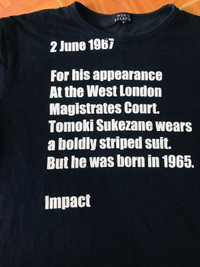 2 June 1967
For his appearance
At the West London
Magistrates Court.
Tomoki Sukezane wears
a boldly striped suit.
But he was born in 1965.
Impact